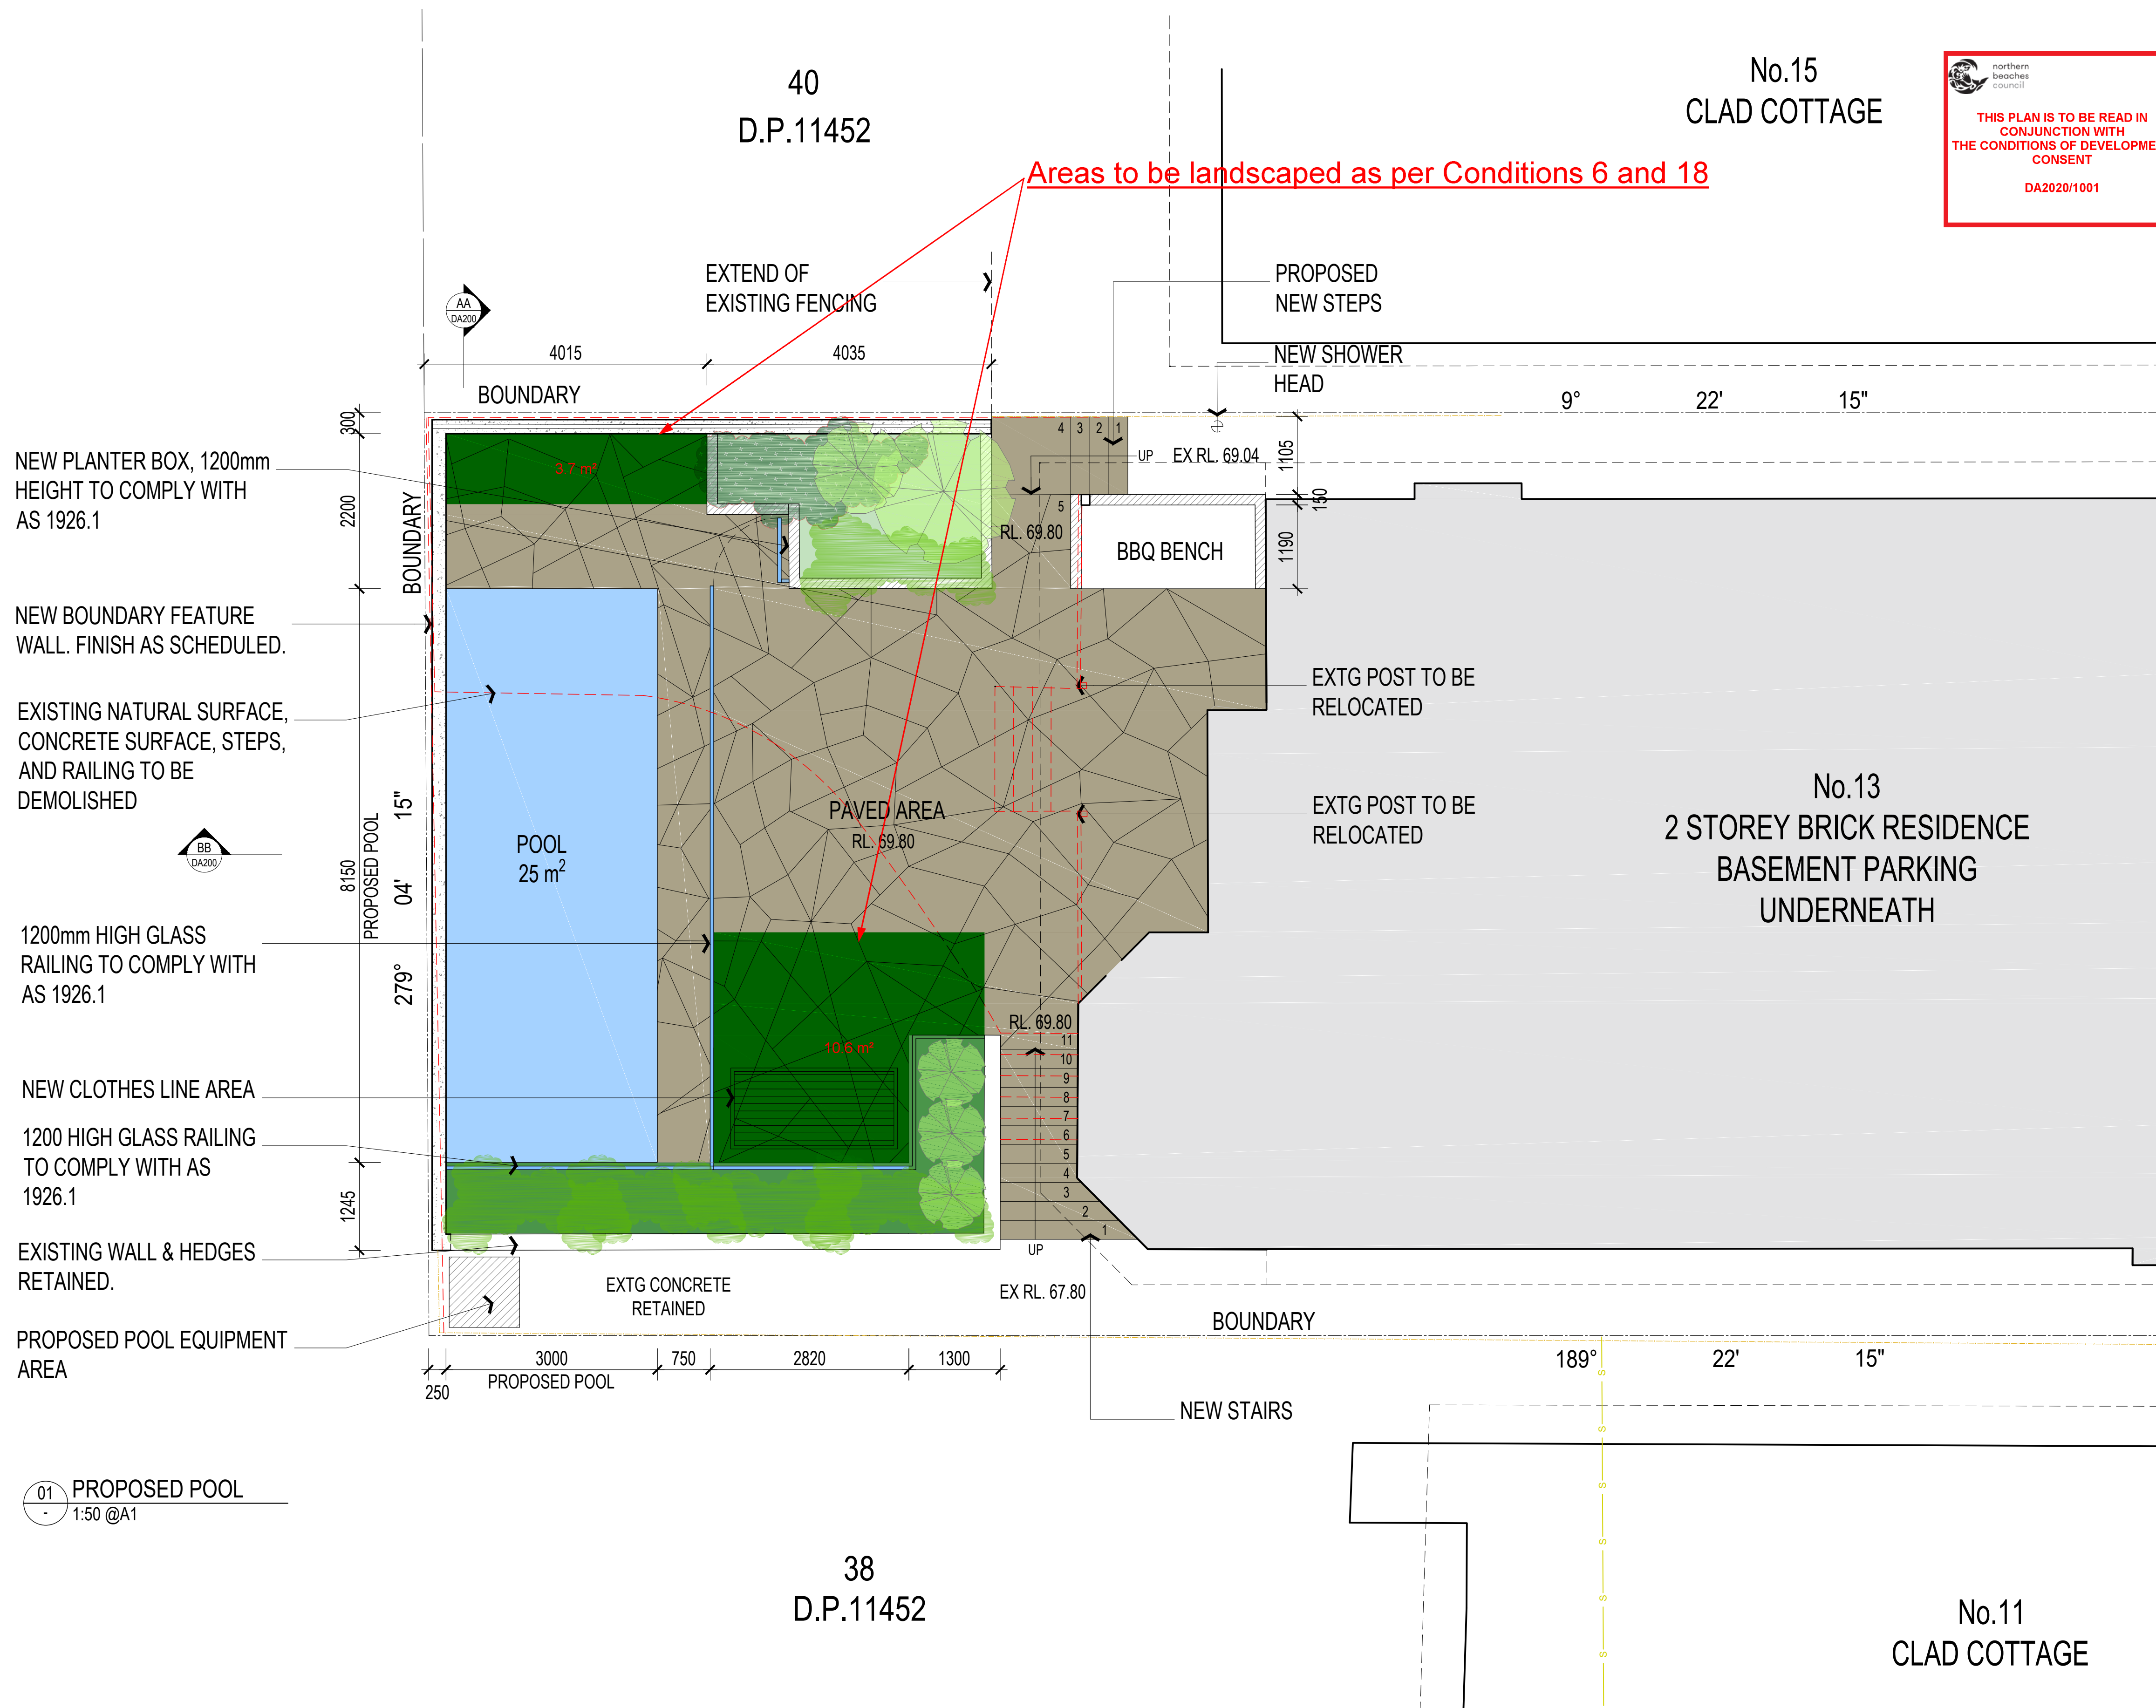 40
D.P.11452
No.15
CLAD COTTAGE
northern
beaches
council
THIS PLAN IS TO BE READ IN
CONJUNCTION WITH
THE CONDITIONS OF DEVELOPME
CONSENT
DA2020/1001
Areas to be landscaped as per Conditions 6 and 18
EXTEND OF
EXISTING FENCING
PROPOSED
NEW STEPS
AA
DA200
4015
4035
NEW SHOWER
HEAD
BOUNDARY
9° 22' 15"
300
4 3 2 1
UP
EX RL. 69.04
1105
150
1190
NEW PLANTER BOX, 1200mm
HEIGHT TO COMPLY WITH
AS 1926.1
2200
BOUNDARY
3.7 m²
5
RL. 69.80
BBQ BENCH
NEW BOUNDARY FEATURE
WALL. FINISH AS SCHEDULED.
EXISTING NATURAL SURFACE,
CONCRETE SURFACE, STEPS,
AND RAILING TO BE
DEMOLISHED
EXTG POST TO BE
RELOCATED
EXTG POST TO BE
RELOCATED
No.13
2 STOREY BRICK RESIDENCE
BASEMENT PARKING
UNDERNEATH
PAVED AREA
RL. 69.80
BB
DA200
8150
PROPOSED POOL
279° 04' 15"
POOL
25 m2
1200mm HIGH GLASS
RAILING TO COMPLY WITH
AS 1926.1
RL. 69.80
10.6 m²
11
10
9
8
7
6
5
4
3
2
1
UP
NEW CLOTHES LINE AREA
1200 HIGH GLASS RAILING
TO COMPLY WITH AS
1926.1
1245
EXISTING WALL & HEDGES
RETAINED.
EXTG CONCRETE
RETAINED
EX RL. 67.80
BOUNDARY
PROPOSED POOL EQUIPMENT
AREA
250
3000
750
2820
1300
PROPOSED POOL
189° 22' 15"
S
NEW STAIRS
S
S
S
S
01
-
PROPOSED POOL
1:50 @A1
38
D.P.11452
No.11
CLAD COTTAGE